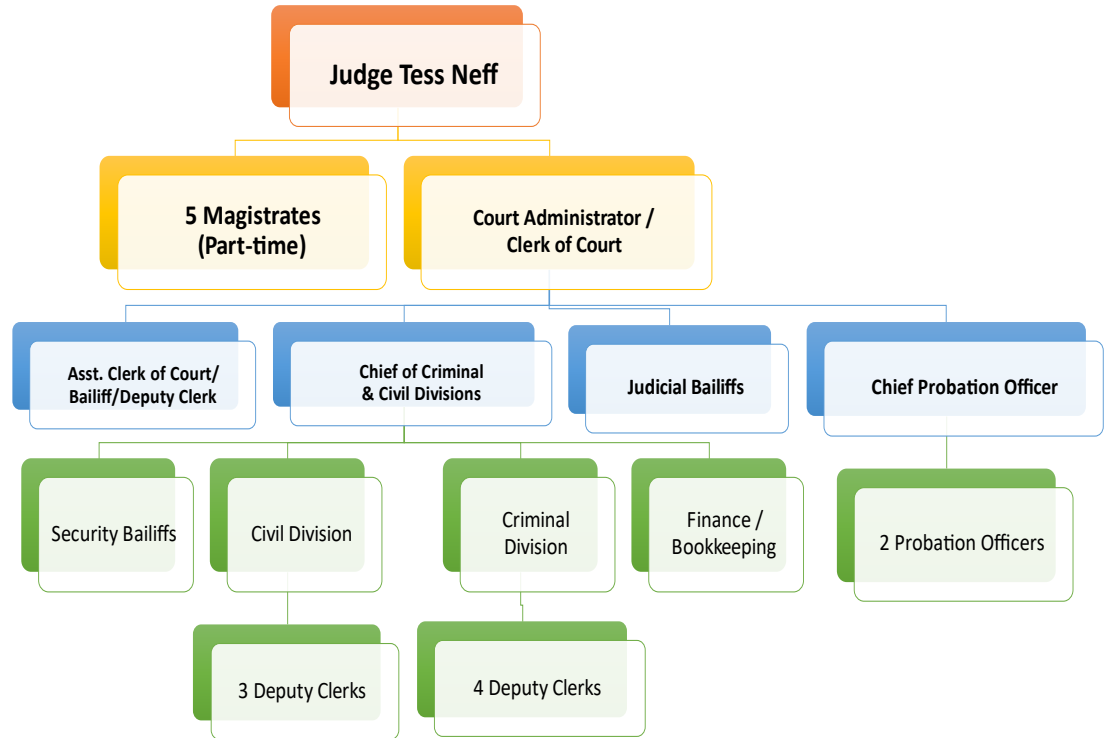 Judge Tess Neff
5 Magistrates
(Part-time)
Court Administrator /
Clerk of Court
Asst. Clerk of Court/
Bailiff/Deputy Clerk
Chief of Criminal
& Civil Divisions
Judicial Bailiffs
Chief Probation Officer
Security Bailiffs
Civil Division
Criminal
Division
Finance /
Bookkeeping
2 Probation Officers
3 Deputy Clerks
4 Deputy Clerks